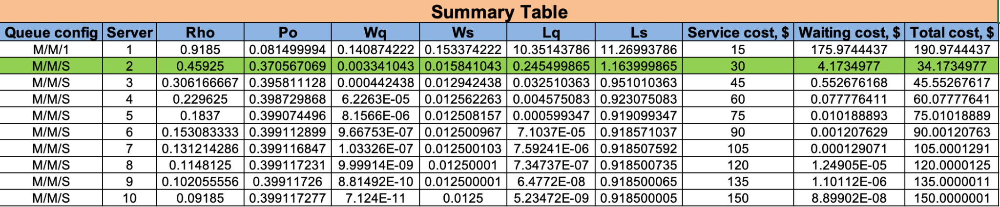 Summary Table
Queue config Server Rho Po Wq Ws Lq Ls Service cost, $ Waiting cost, $ Total cost, $
M/M/1 1 0.9185 0.081499994 0.140874222 0.153374222 10.35143786 11.26993786 15 175.9744437 190.9744437
M/M/S 2 0.45925 0.370567069 0.003341043 0.015841043 0.245499865 1.163999865 30 4.1734977 34.1734977
M/M/S 3 0.306166667 0.395811128 0.000442438 0.012942438 0.032510363 0.951010363 45 0.552676168 45.55267617
M/M/S 4 0.229625 0.398729868 6.2263E-05 0.012562263 0.004575083 0.923075083 60 0.077776411 60.07777641
M/M/S 5 0.1837 0.399074496 8.1566E-06 0.012508157 0.000599347 0.919099347 75 0.010188893 75.01018889
M/M/S 6 0.153083333 0.399112899 9.66753E-07 0.012500967 7.1037E-05 0.918571037 90 0.001207629 90.00120763
M/M/S 7 0.131214286 0.399116847 1.03326E-07 0.012500103 7.59241E-06 0.918507592 105 0.000129071 105.0001291
M/M/S 8 0.1148125 0.399117231 9.99914E-09 0.01250001 7.34737E-07 0.918500735 120 1.24905E-05 120.0000125
M/M/S 9 0.102055556 0.39911726 8.81492E-10 0.012500001 6.4772E-08 0.918500065 135 1.10112E-06 135.0000011
M/M/S 10 0.09185 0.399117277 7.124E-11 0.0125 5.23472E-09 0.918500005 150 8.89902E-08 150.0000001